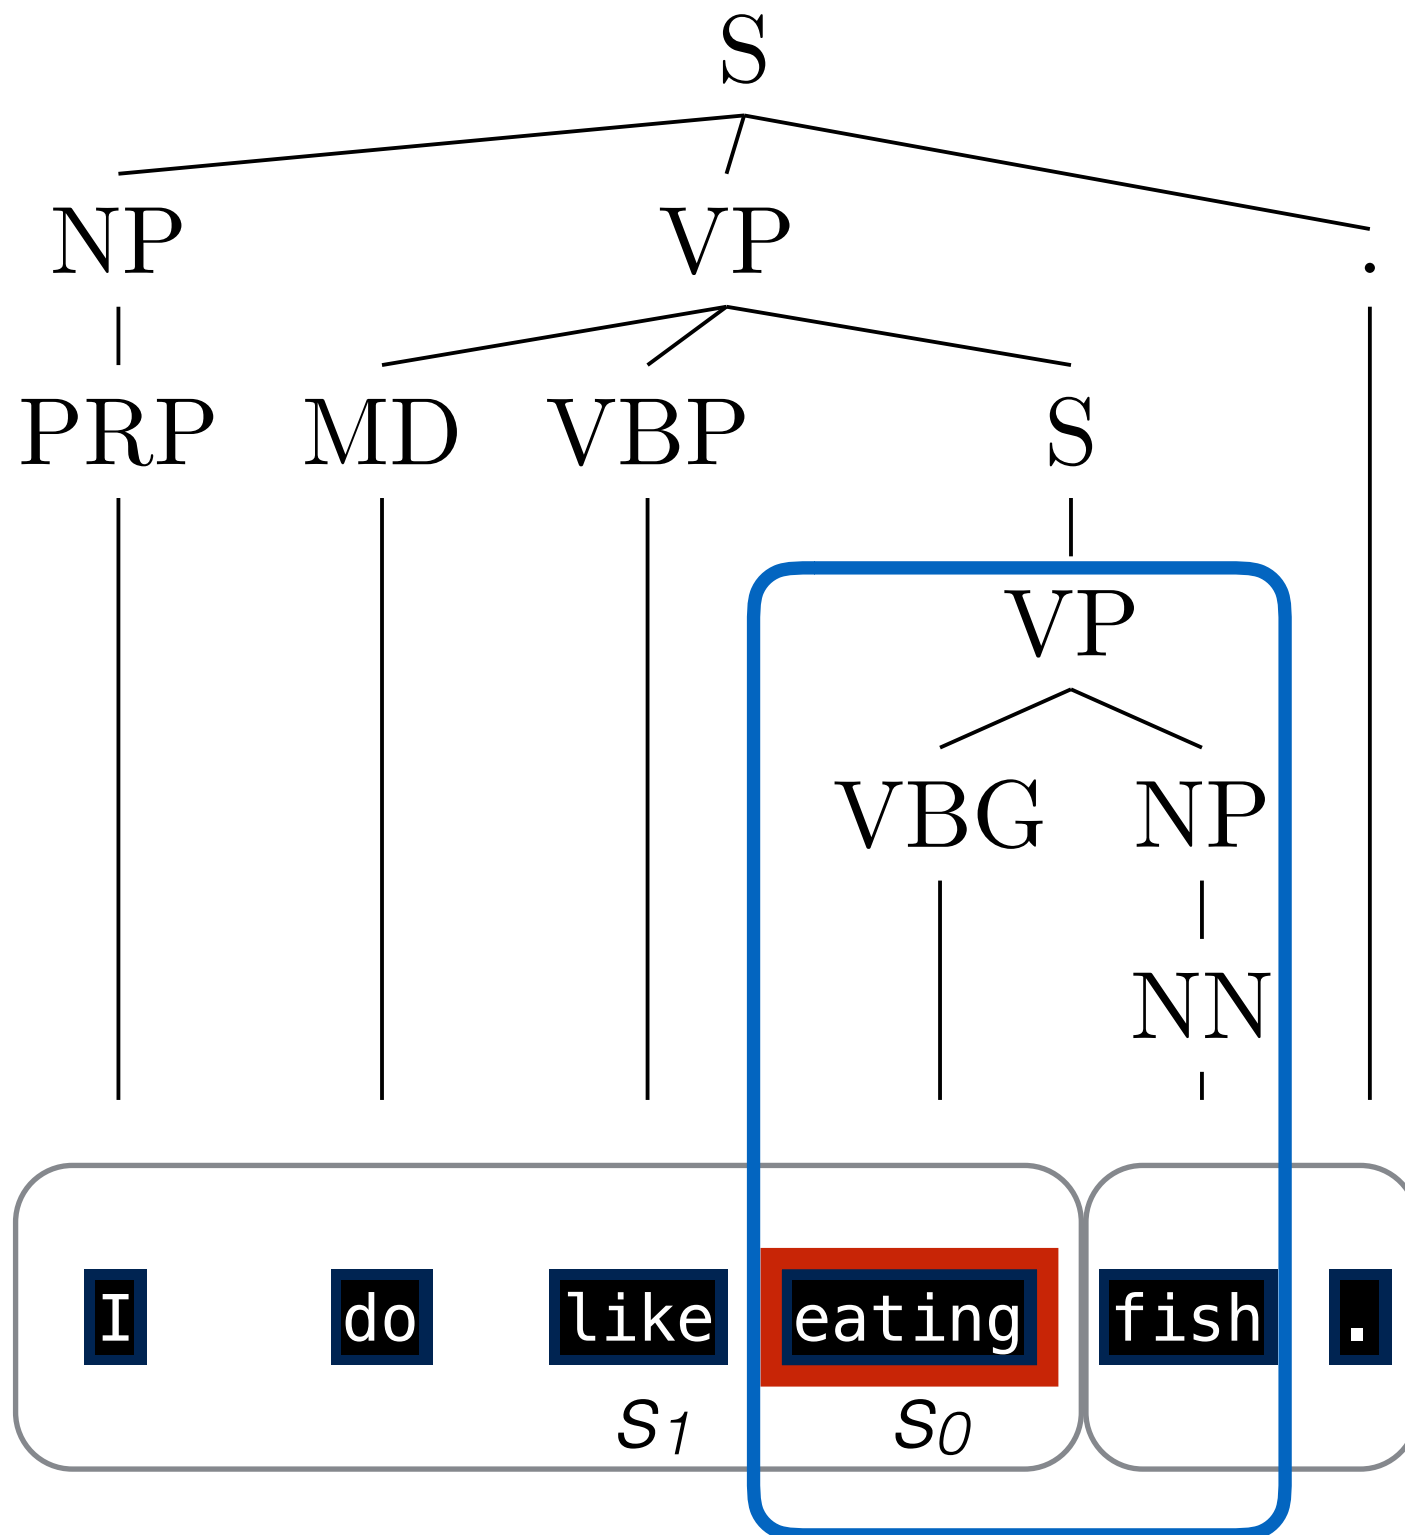 S
NP VP .
PRP MD VBP S
VP
VBG NP
NN
I do like eating fish .
S1 S0